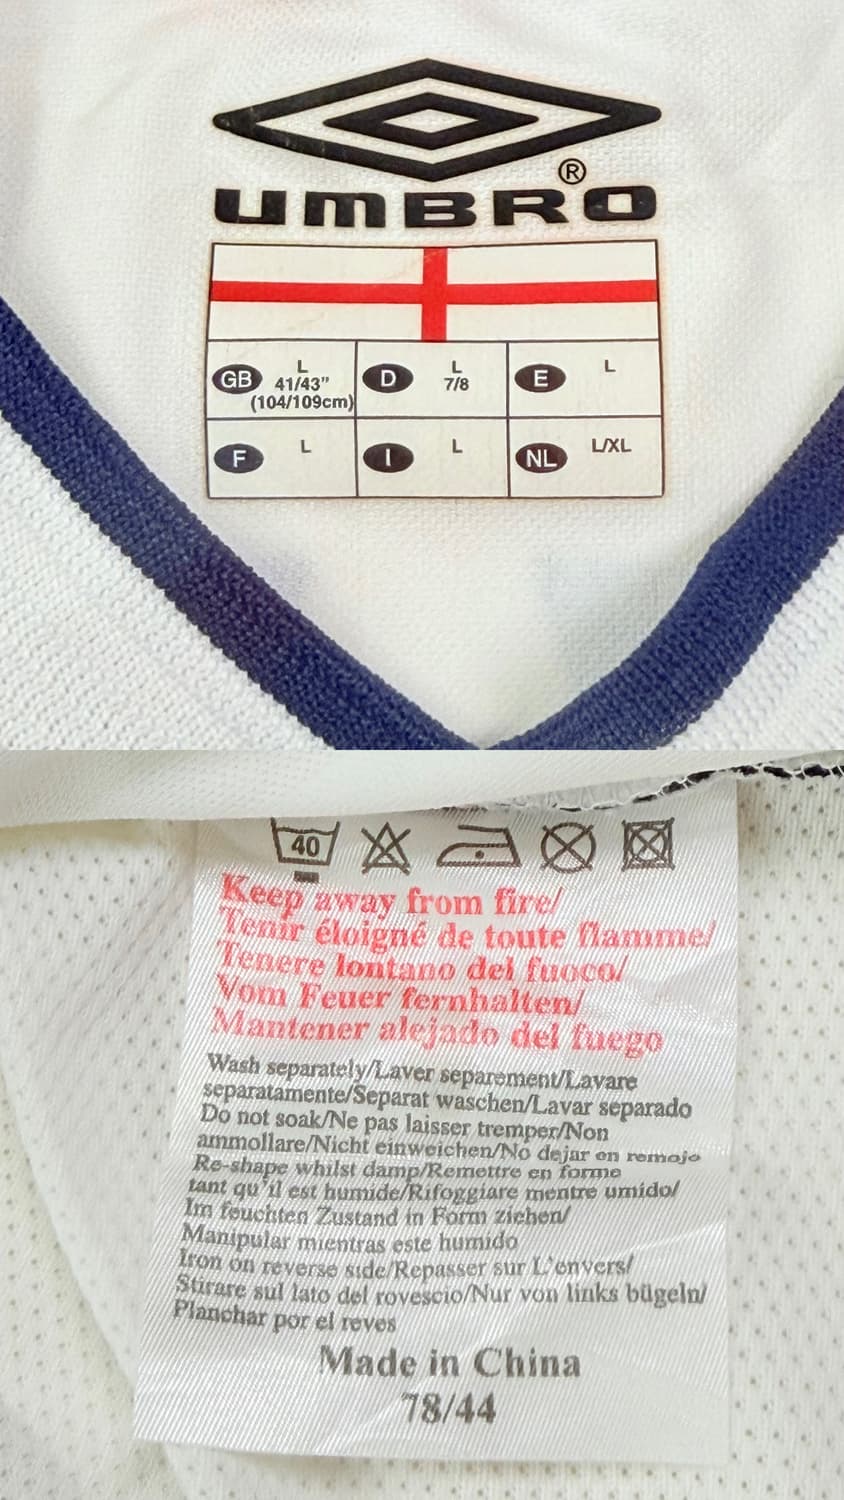 ®
UMBRO
GB L 41/43" (104/109cm) D L 7/8 E L
F L I L NL L/XL
40
Keep away from fire/
Tenir éloigné de toute flamme/
Tenere lontano del fuoco/
Vom Feuer fernhalten/
Mantener alejado del fuego
Wash separately/Laver separement/Lavare
separatamente/Separat waschen/Lavar separado
Do not soak/Ne pas laisser tremper/Non
ammollare/Nicht einweichen/No dejar en remojo
Re-shape whilst damp/Remettre en forme
tant qu'il est humide/Rifoggiare mentre umido/
Im feuchten Zustand in Form ziehen/
Manipular mientras este humido
Iron on reverse side/Repasser sur L'envers/
Stirare sul lato del rovescio/Nur von links bügeln/
Planchar por el reves
Made in China
78/44